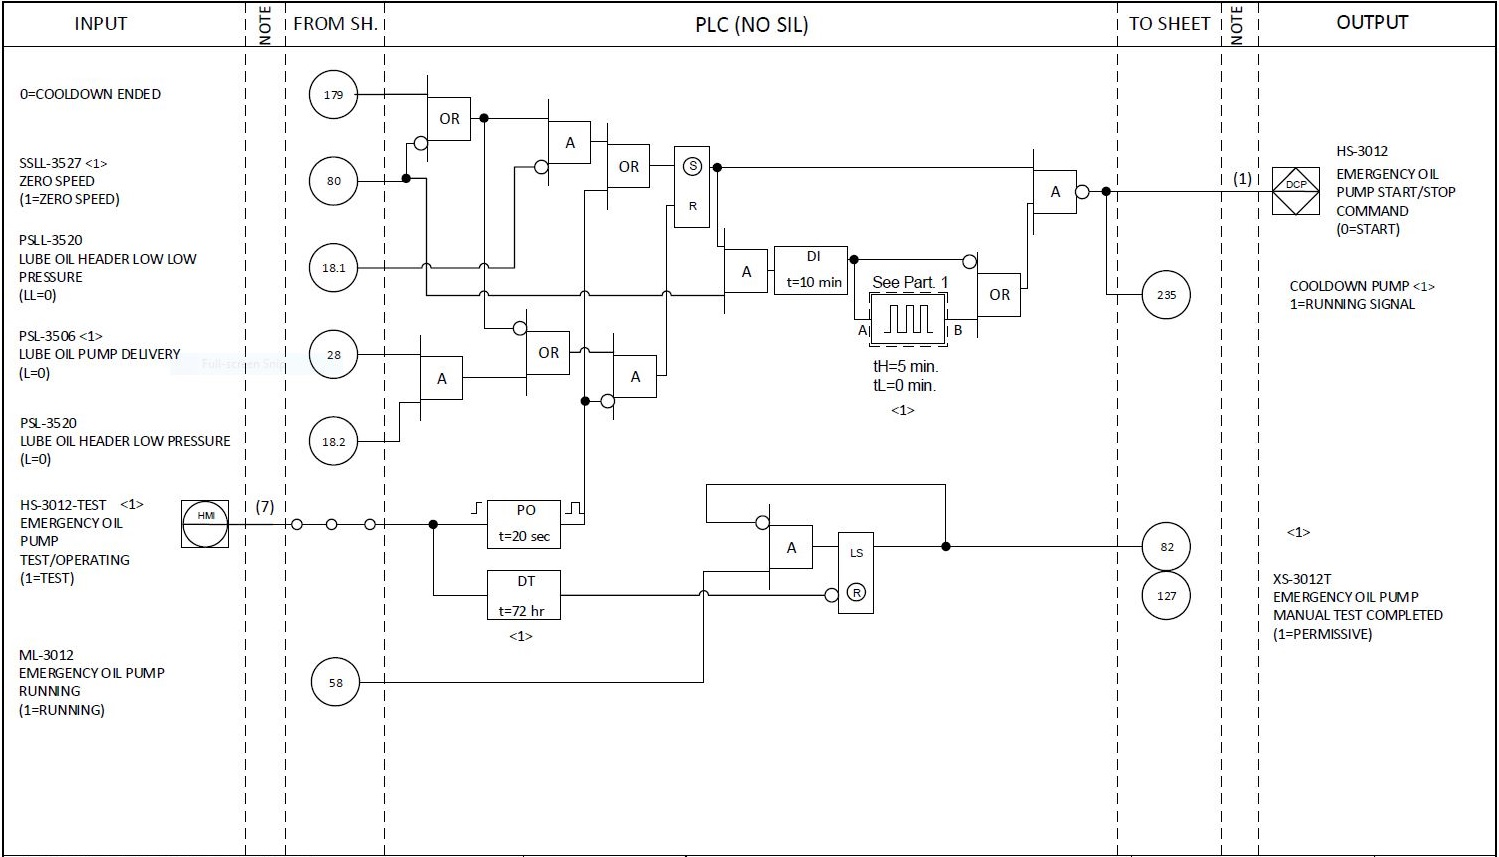 INPUT
NOTE
FROM SH.
PLC (NO SIL)
TO SHEET
NOTE
OUTPUT
0=COOLDOWN ENDED
179
OR
SSLL-3527 <1>
ZERO SPEED
(1=ZERO SPEED)
80
A
OR
S
R
A
(1)
DCP
HS-3012
EMERGENCY OIL
PUMP START/STOP
COMMAND
(0=START)
PSLL-3520
LUBE OIL HEADER LOW LOW
PRESSURE
(LL=0)
18.1
A
DI
t=10 min
See Part. 1
A
B
tH=5 min.
tL=0 min.
<1>
OR
235
COOLDOWN PUMP <1>
1=RUNNING SIGNAL
PSL-3506 <1>
LUBE OIL PUMP DELIVERY
(L=0)
28
A
OR
A
PSL-3520
LUBE OIL HEADER LOW PRESSURE
(L=0)
18.2
HS-3012-TEST <1>
EMERGENCY OIL
PUMP
TEST/OPERATING
(1=TEST)
HMI
(7)
PO
t=20 sec
DT
t=72 hr
<1>
A
LS
R
82
127
<1>
XS-3012T
EMERGENCY OIL PUMP
MANUAL TEST COMPLETED
(1=PERMISSIVE)
ML-3012
EMERGENCY OIL PUMP
RUNNING
(1=RUNNING)
58